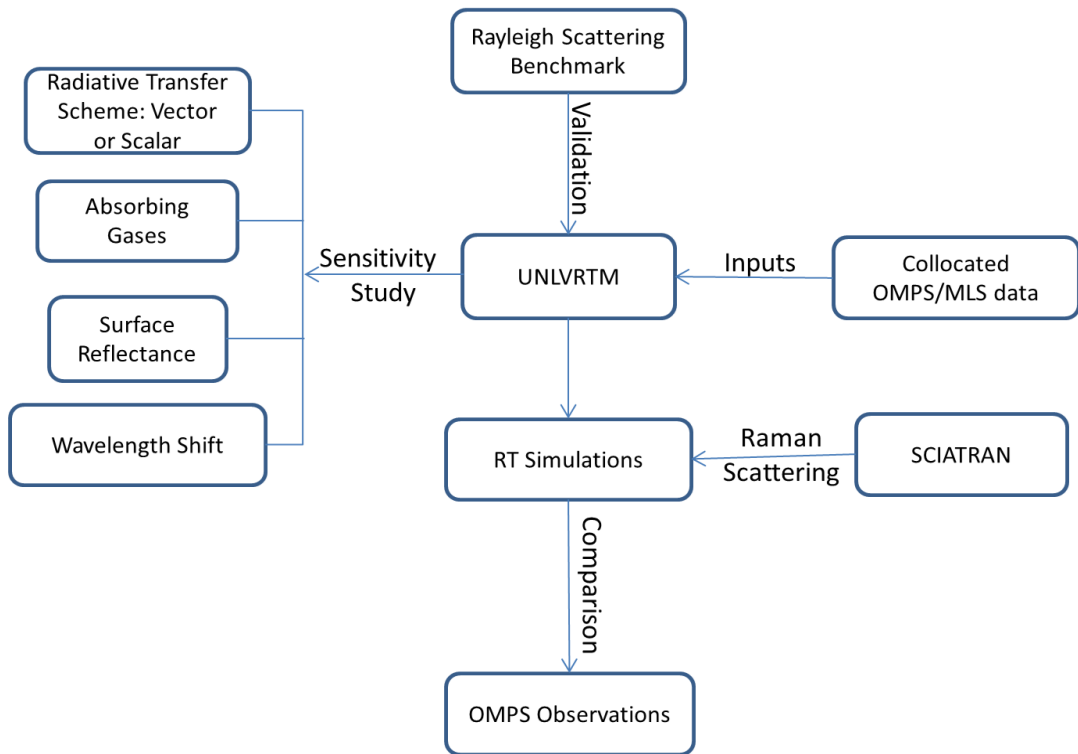 Rayleigh Scattering
Benchmark
Radiative Transfer
Scheme: Vector
or Scalar
Validation
Absorbing
Gases
Sensitivity
Study
UNLVRTM
Inputs
Collocated
OMPS/MLS data
Surface
Reflectance
Wavelength Shift
RT Simulations
Raman
Scattering
SCIATRAN
Comparison
OMPS Observations